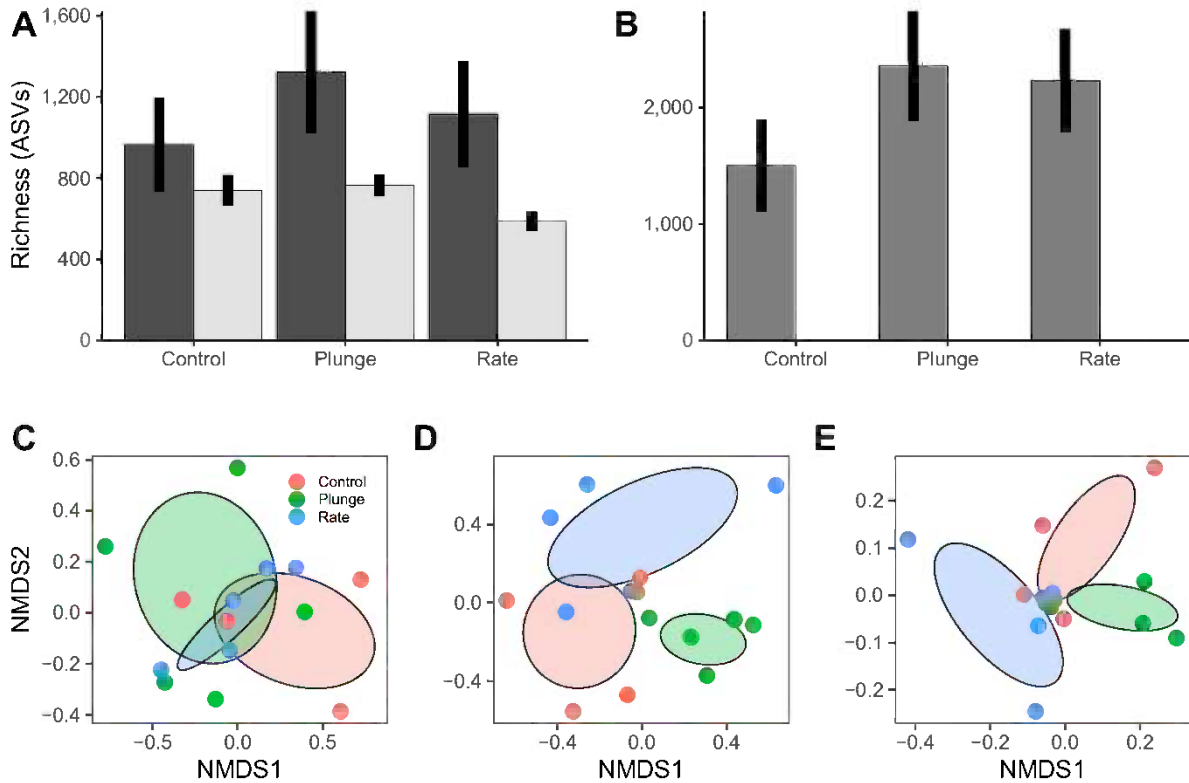 A
B
Richness (ASVs)
1,600
1,200
800
400
0
Control Plunge Rate
2,000
1,000
0
Control Plunge Rate
C
D
E
NMDS2
0.6
0.4
0.2
0.0
−0.2
−0.4
−0.5 0.0 0.5
NMDS1
Control
Plunge
Rate
0.4
0.0
−0.4
−0.4 0.0 0.4
NMDS1
0.2
0.1
0.0
−0.1
−0.2
−0.4 −0.2 0.0 0.2
NMDS1